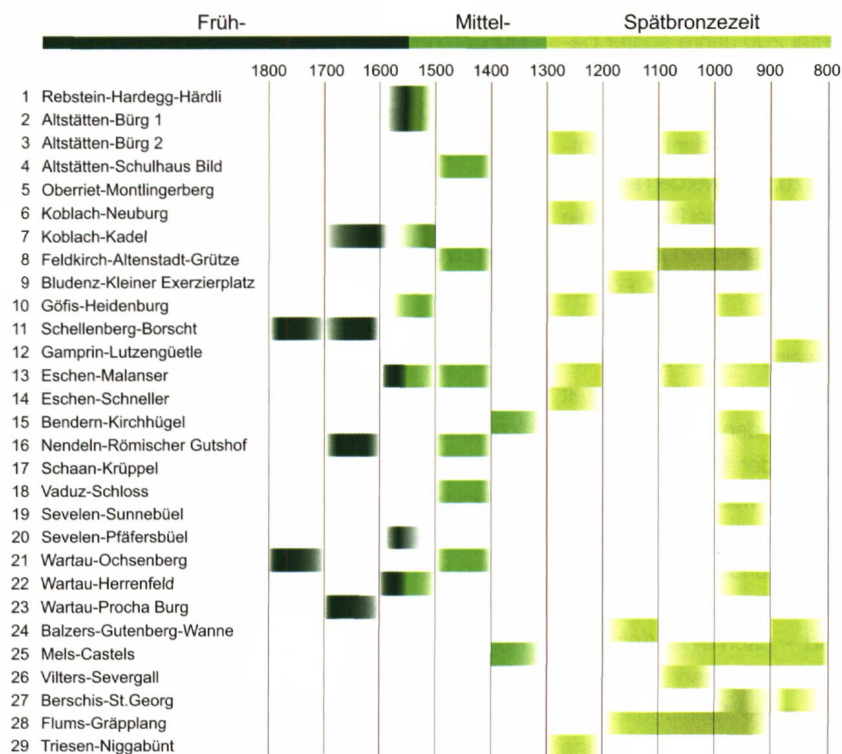 Früh- Mittel- Spätbronzezeit
1800 1700 1600 1500 1400 1300 1200 1100 1000 900 800
1 Rebstein-Hardegg-Härdli
2 Altstätten-Bürg 1
3 Altstätten-Bürg 2
4 Altstätten-Schulhaus Bild
5 Oberriet-Montlingerberg
6 Koblach-Neuburg
7 Koblach-Kadel
8 Feldkirch-Altenstadt-Grütze
9 Bludenz-Kleiner Exerzierplatz
10 Göfis-Heidenburg
11 Schellenberg-Borscht
12 Gamprin-Lutzengüetle
13 Eschen-Malanser
14 Eschen-Schneller
15 Bendern-Kirchhügel
16 Nendeln-Römischer Gutshof
17 Schaan-Krüppel
18 Vaduz-Schloss
19 Sevelen-Sunnebüel
20 Sevelen-Pfäfersbüel
21 Wartau-Ochsenberg
22 Wartau-Herrenfeld
23 Wartau-Procha Burg
24 Balzers-Gutenberg-Wanne
25 Mels-Castels
26 Vilters-Severgall
27 Berschis-St.Georg
28 Flums-Gräpplang
29 Triesen-Niggabünt